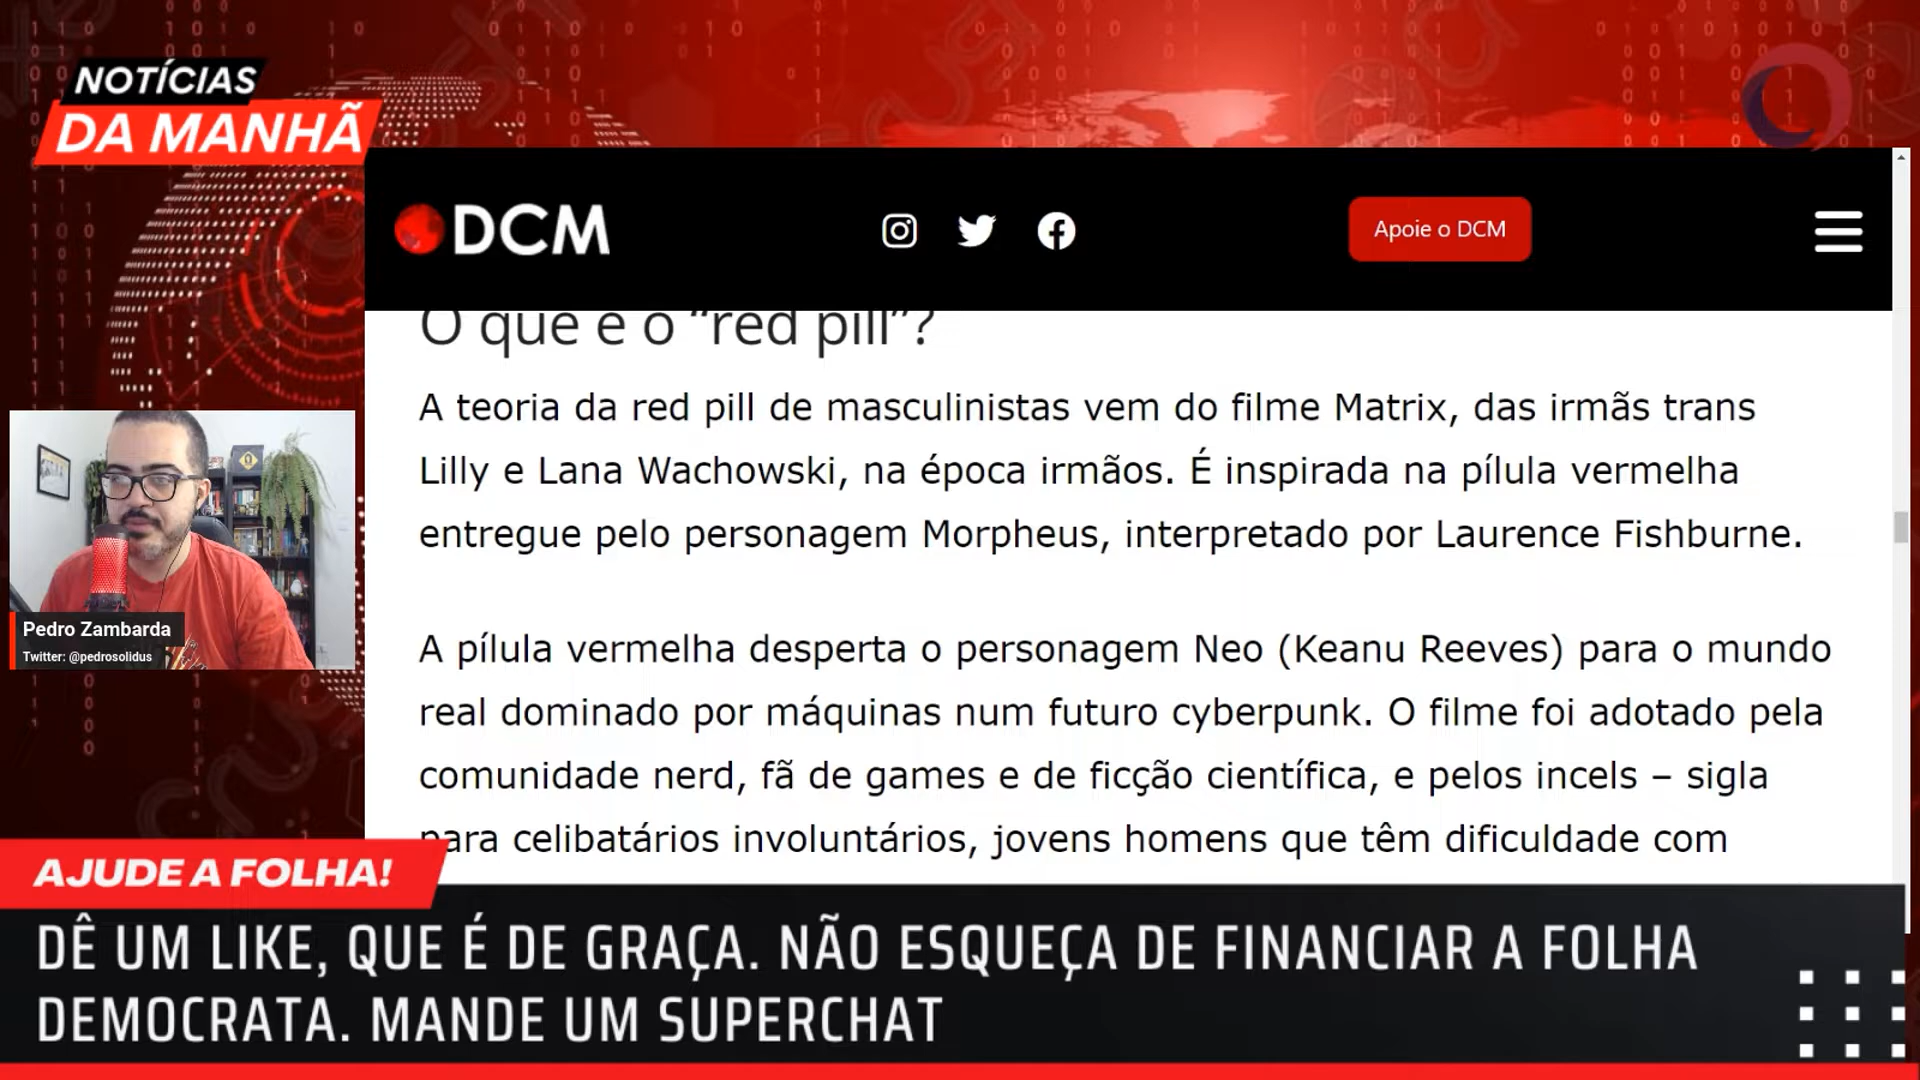 NOTÍCIAS
DA MANHÃ
DCM
Apoie o DCM
O que é o “red pill”?
A teoria da red pill de masculinistas vem do filme Matrix, das irmãs trans
Lilly e Lana Wachowski, na época irmãos. É inspirada na pílula vermelha
entregue pelo personagem Morpheus, interpretado por Laurence Fishburne.
A pílula vermelha desperta o personagem Neo (Keanu Reeves) para o mundo
real dominado por máquinas num futuro cyberpunk. O filme foi adotado pela
comunidade nerd, fã de games e de ficção científica, e pelos incels – sigla
para celibatários involuntários, jovens homens que têm dificuldade com
Pedro Zambarda
Twitter: @pedrosolidus
AJUDE A FOLHA!
DÊ UM LIKE, QUE É DE GRAÇA. NÃO ESQUEÇA DE FINANCIAR A FOLHA
DEMOCRATA. MANDE UM SUPERCHAT